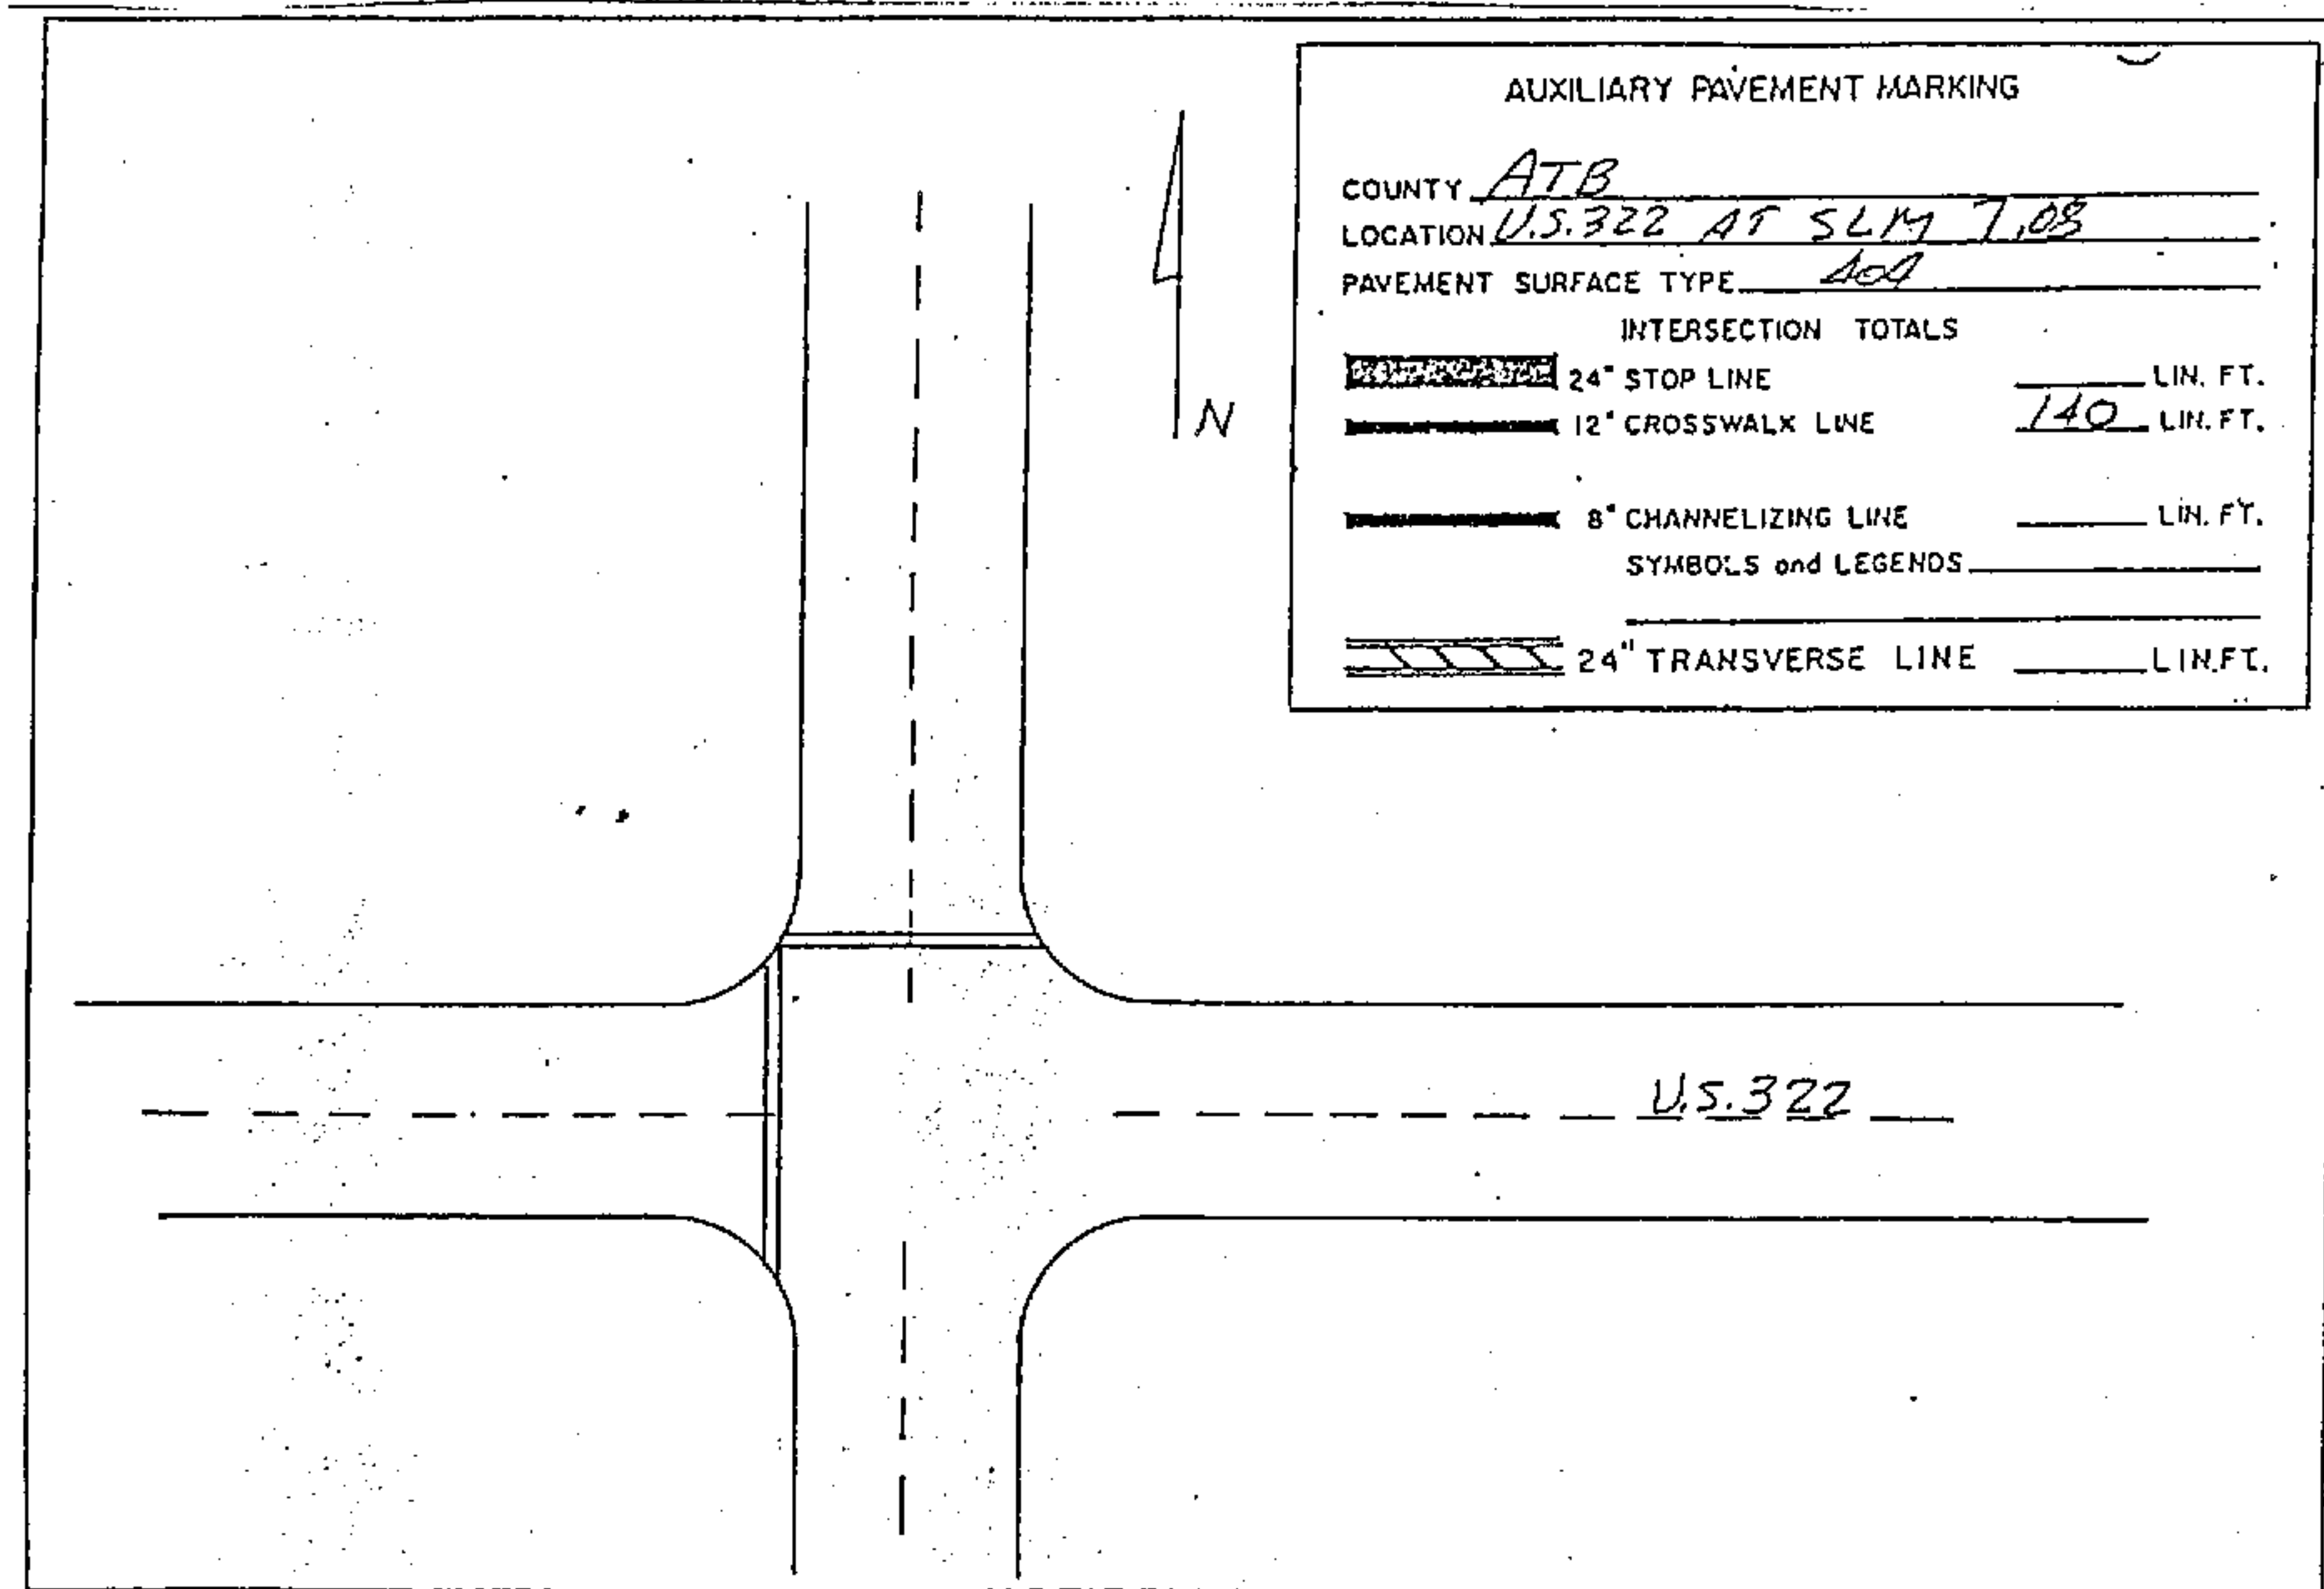 AUXILIARY PAVEMENT MARKING
COUNTY ATB
LOCATION U.S.322 AT SLM 7.08
PAVEMENT SURFACE TYPE 404
INTERSECTION TOTALS
24" STOP LINE LIN. FT.
12" CROSSWALK LINE 140 LIN. FT.
8" CHANNELIZING LINE LIN. FT.
SYMBOLS and LEGENDS
24" TRANSVERSE LINE LIN.FT.
N
U.S.322